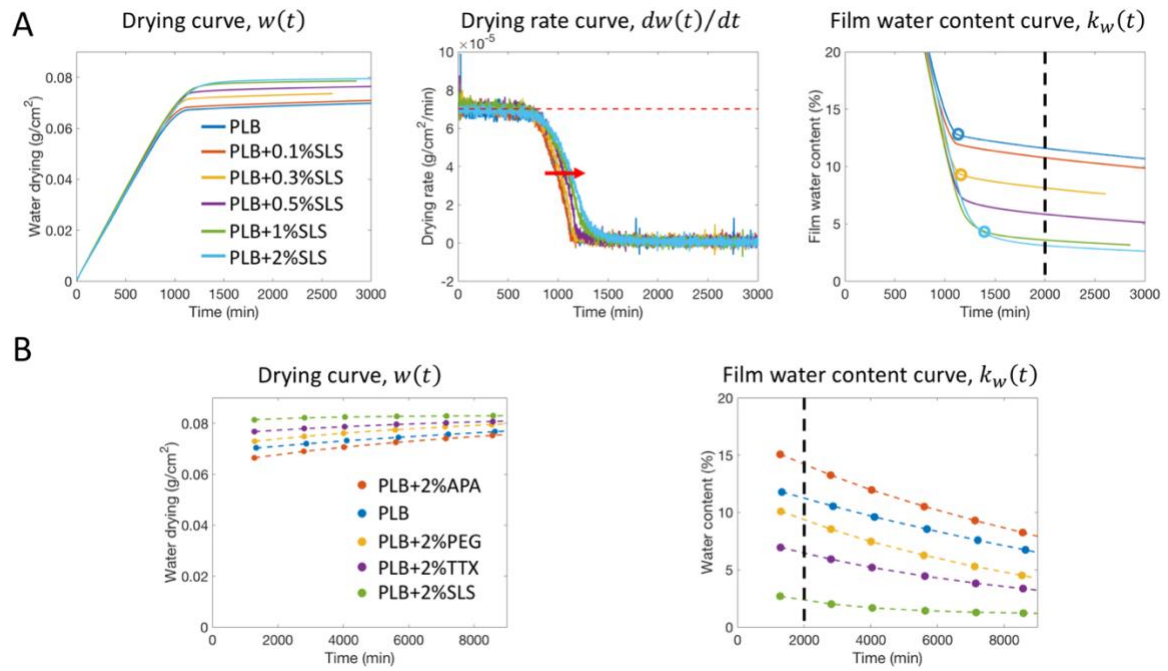 A
Drying curve, w(t)
Water drying (g/cm²)
0.08
0.06
0.04
0.02
0
0 500 1000 1500 2000 2500 3000
Time (min)
PLB
PLB+0.1%SLS
PLB+0.3%SLS
PLB+0.5%SLS
PLB+1%SLS
PLB+2%SLS
Drying rate curve, dw(t)/dt
×10⁻⁵
Drying rate (g/cm²/min)
10
8
6
4
2
0
-2
0 500 1000 1500 2000 2500 3000
Time (min)
Film water content curve, k_w(t)
Film water content (%)
20
15
10
5
0
0 500 1000 1500 2000 2500 3000
Time (min)
B
Drying curve, w(t)
Water drying (g/cm²)
0.08
0.06
0.04
0.02
0
0 2000 4000 6000 8000
Time (min)
PLB+2%APA
PLB
PLB+2%PEG
PLB+2%TTX
PLB+2%SLS
Film water content curve, k_w(t)
Water content (%)
20
15
10
5
0
0 2000 4000 6000 8000
Time (min)